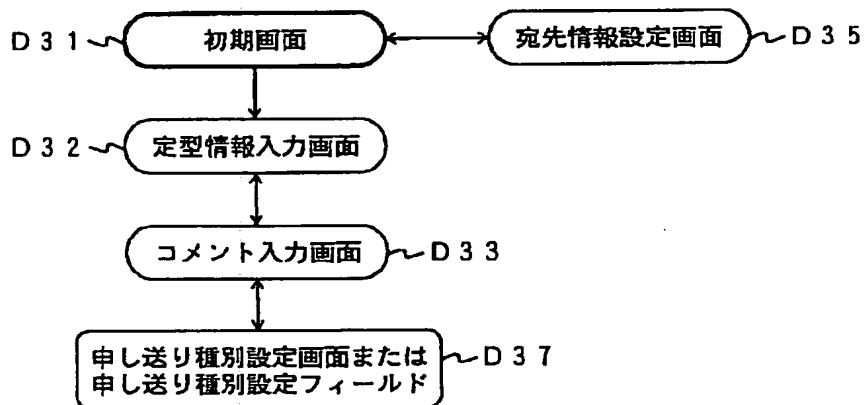 D31 初期画面 宛先情報設定画面 D35
D32 定型情報入力画面
コメント入力画面 D33
申し送り種別設定画面または D37
申し送り種別設定フィールド